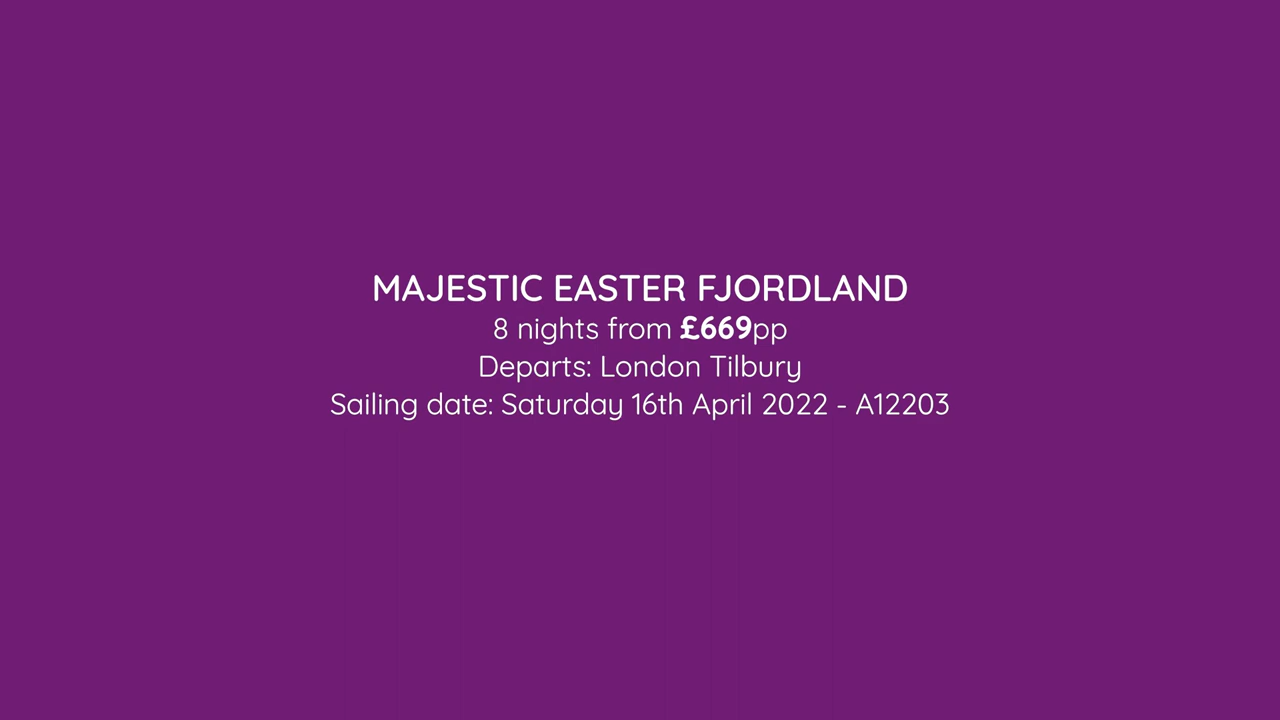 MAJESTIC EASTER FJORDLAND
8 nights from £669pp
Departs: London Tilbury
Sailing date: Saturday 16th April 2022 - A12203